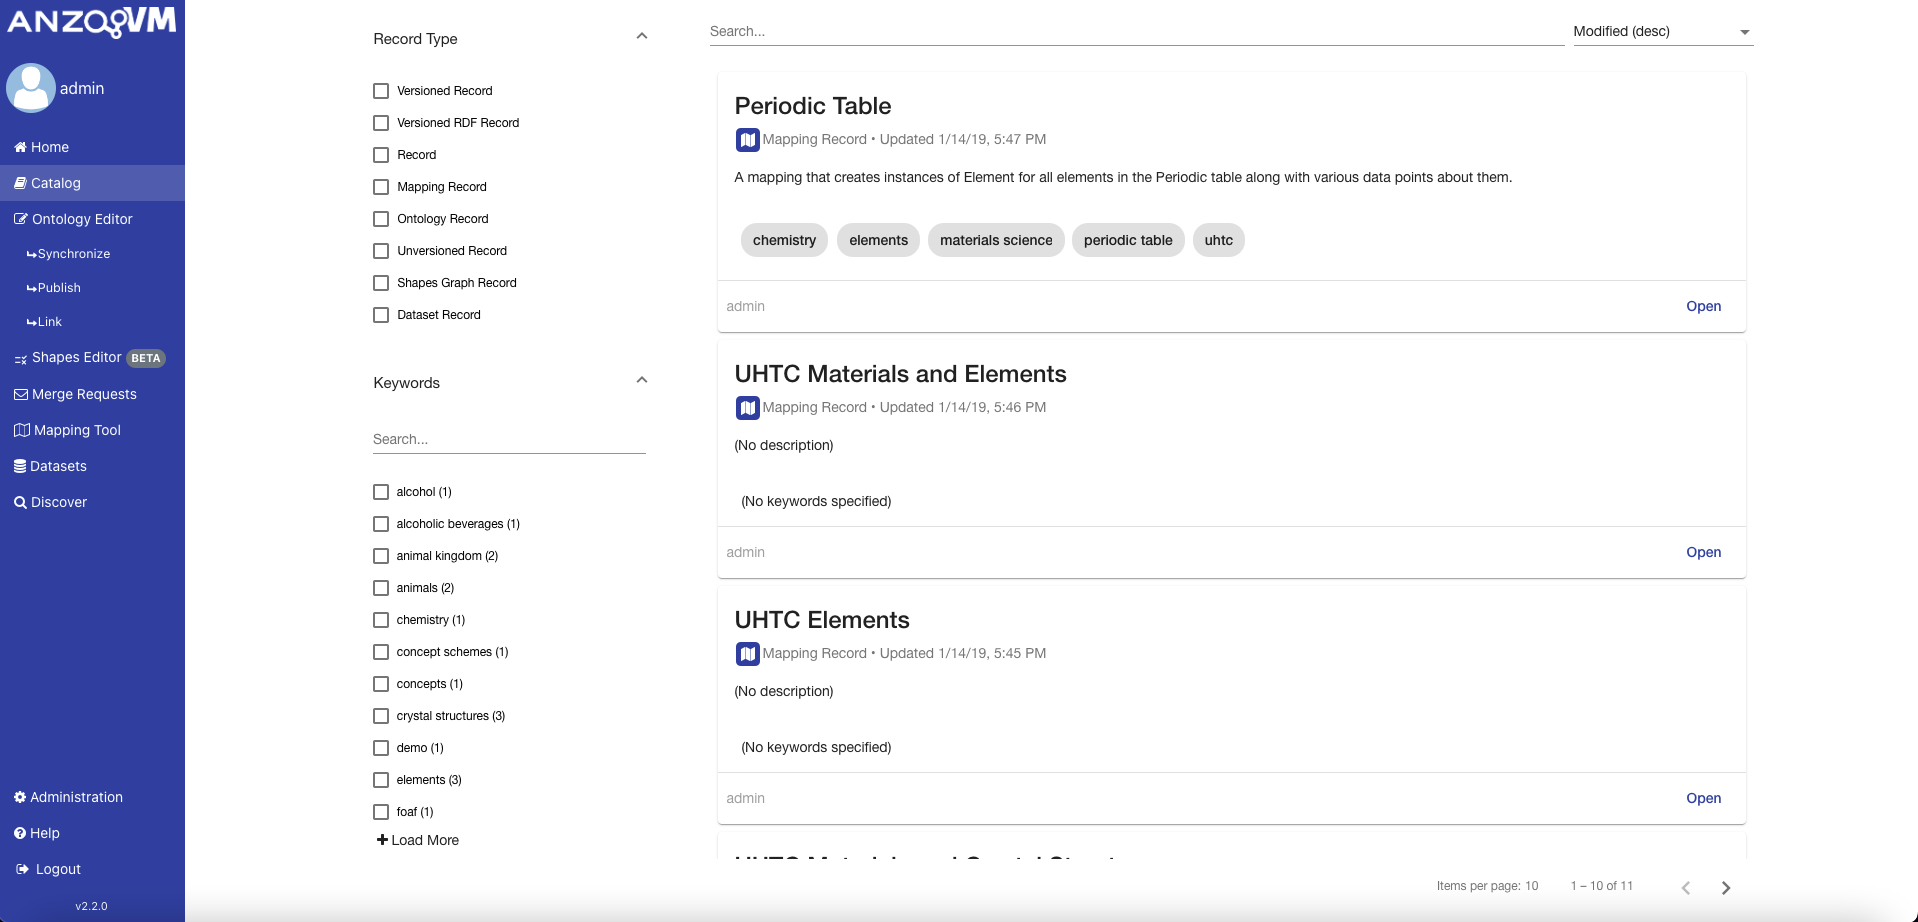 ANZOVM
admin
Home
Catalog
Ontology Editor
Synchronize
Publish
Link
Shapes Editor BETA
Merge Requests
Mapping Tool
Datasets
Discover
Administration
Help
Logout
v2.2.0
Record Type
Versioned Record
Versioned RDF Record
Record
Mapping Record
Ontology Record
Unversioned Record
Shapes Graph Record
Dataset Record
Keywords
Search...
alcohol (1)
alcoholic beverages (1)
animal kingdom (2)
animals (2)
chemistry (1)
concept schemes (1)
concepts (1)
crystal structures (3)
demo (1)
elements (3)
foaf (1)
Load More
Search... Modified (desc)
Periodic Table
Mapping Record • Updated 1/14/19, 5:47 PM
A mapping that creates instances of Element for all elements in the Periodic table along with various data points about them.
chemistry elements materials science periodic table uhtc
admin Open
UHTC Materials and Elements
Mapping Record • Updated 1/14/19, 5:46 PM
(No description)
(No keywords specified)
admin Open
UHTC Elements
Mapping Record • Updated 1/14/19, 5:45 PM
(No description)
(No keywords specified)
admin Open
UHTC Materials and Crystal
Items per page: 10 1 – 10 of 11